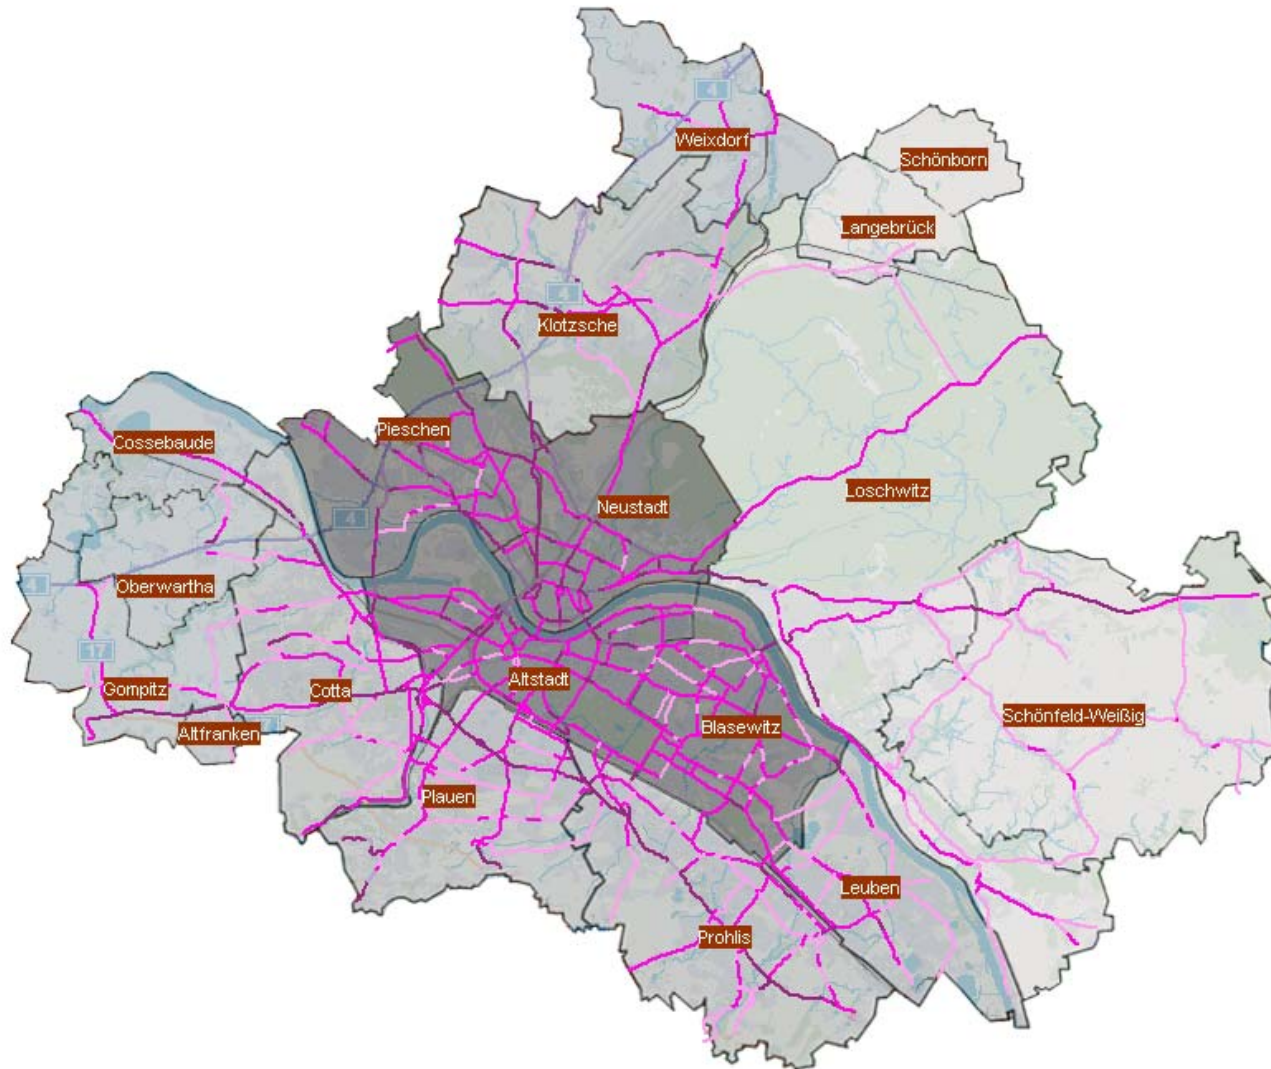 4
Weixdorf
Schönborn
Langebrück
4
Klotzsche
Pieschen
Cossebaude
Loschwitz
Neustadt
4
4
Oberwartha
17
Gompitz
Cotta
Altstadt
Schönfeld-Weißig
Blasewitz
Altfranken
Plauen
Leuben
Prohlis